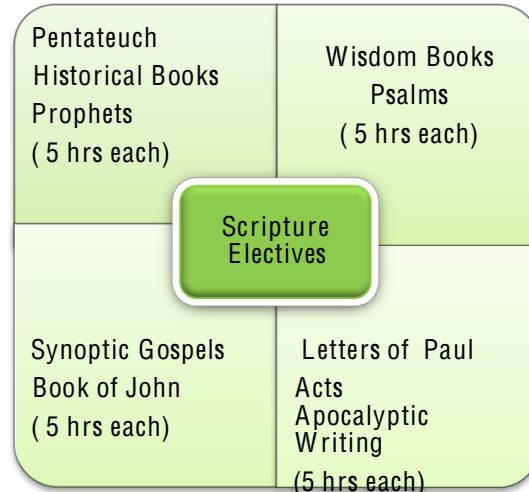 Pentateuch
Historical Books
Prophets
( 5 hrs each)
Wisdom Books
Psalms
( 5 hrs each)
Scripture
Electives
Synoptic Gospels
Book of John
( 5 hrs each)
Letters of Paul
Acts
Apocalyptic
Writing
(5 hrs each)